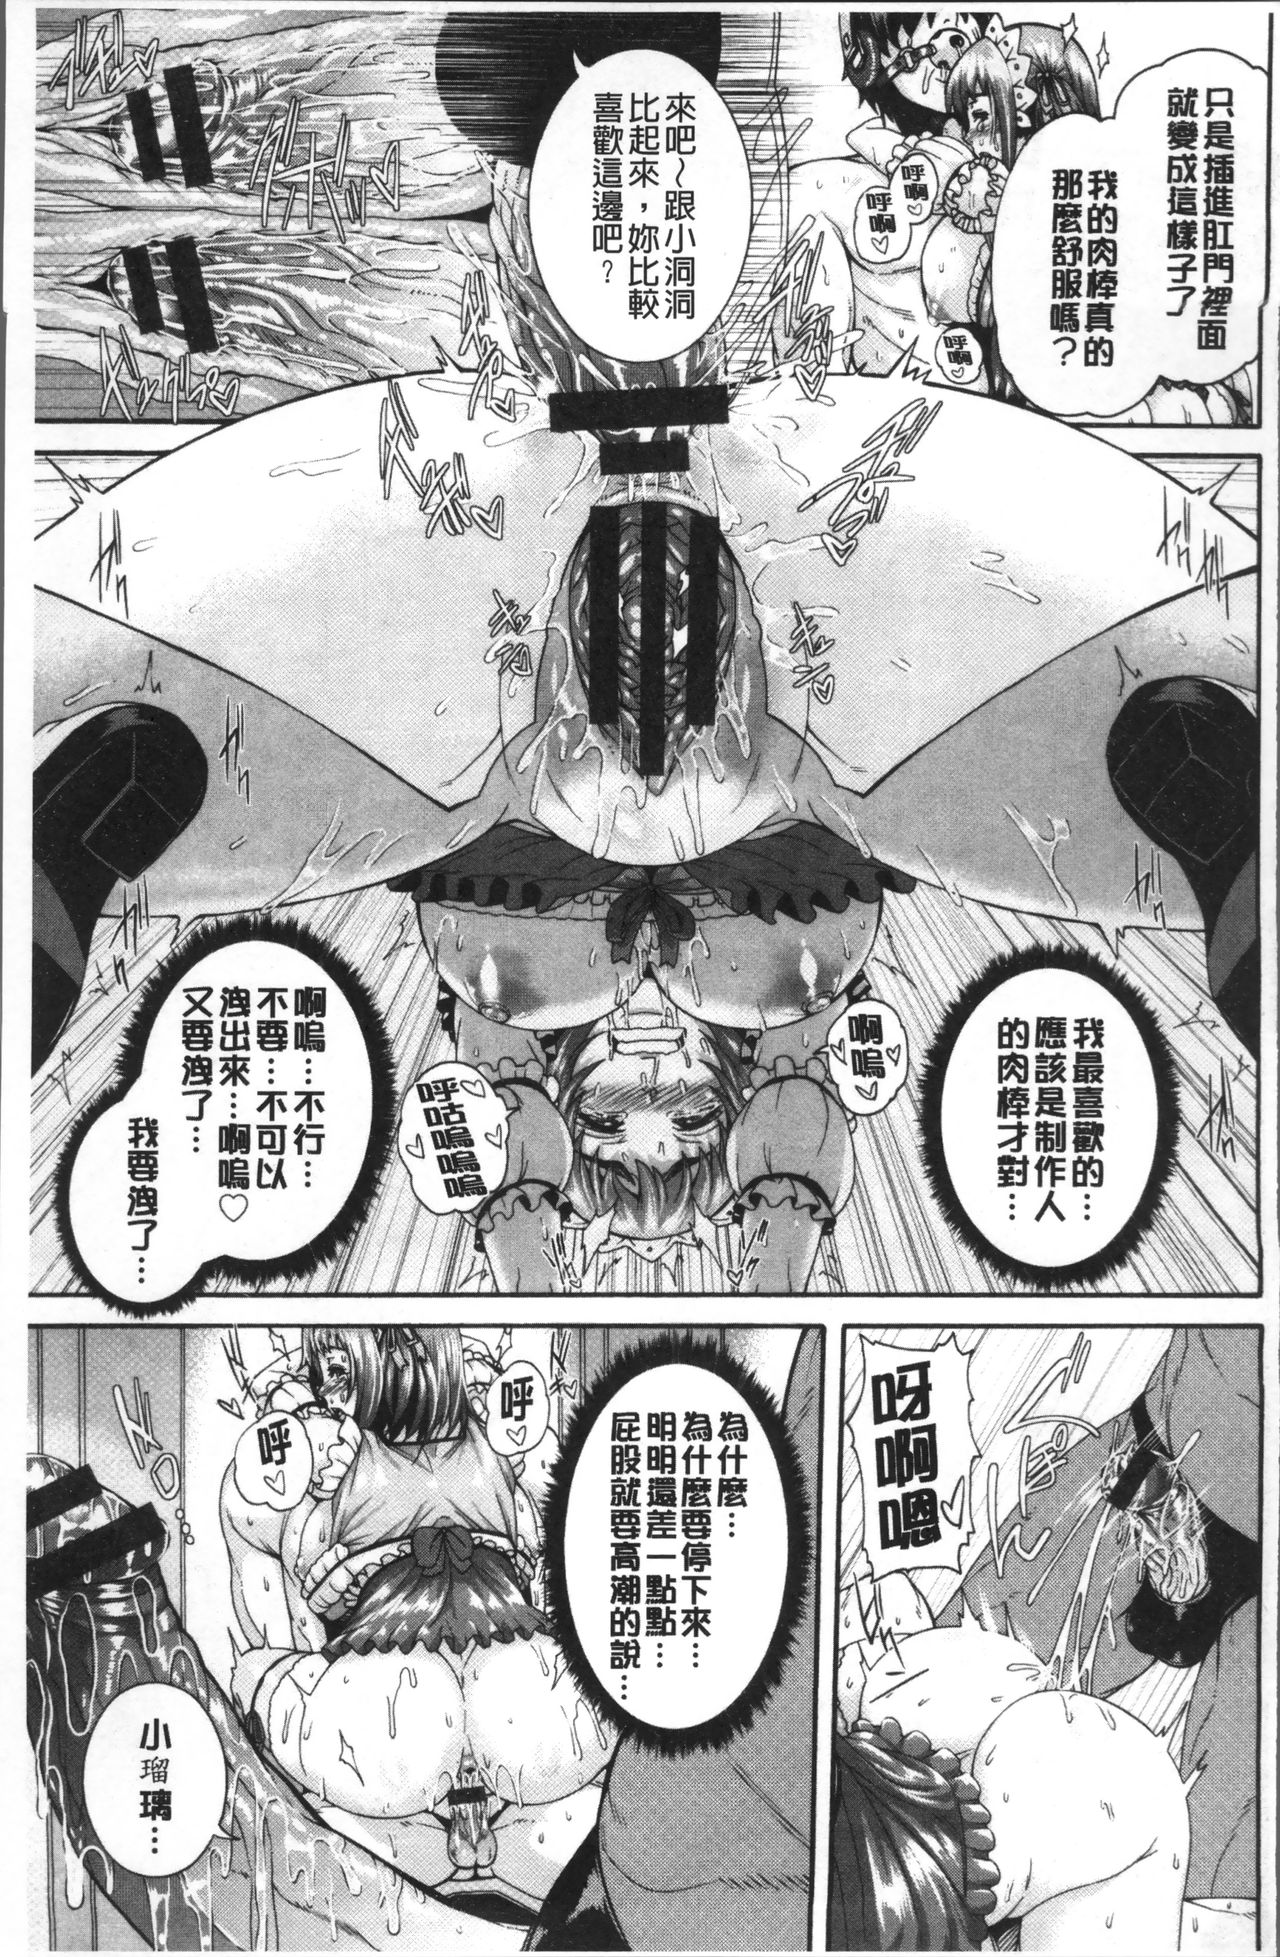 只是插進肛門裡面
就變成這樣子了
我的肉棒真的
那麼舒服嗎？
呼啊
呼啊
呼啊
來吧～跟小洞洞
比起來，妳比較
喜歡這邊吧？
我最喜歡的…
應該是制作人
的肉棒才對…
啊嗚
呼咕嗚嗚嗚
啊嗚…不行…
不要…不可以
洩出來…啊嗚♡
又要洩了…
我要洩了…
呀啊嗯
為什麼…
為什麼要停下來…
明明還差一點點…
屁股就要高潮的說…
呼
呼
小瑠璃…